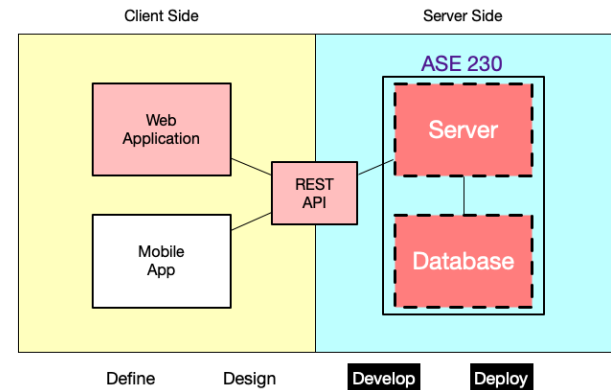 Client Side
Server Side
ASE 230
Web
Application
Server
REST
API
Mobile
App
Database
Define
Design
Develop
Deploy